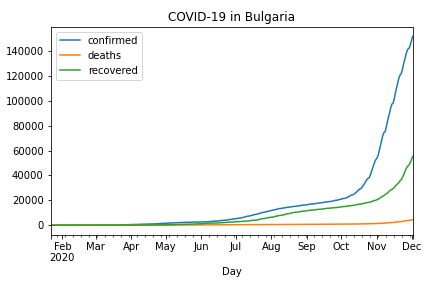 COVID-19 in Bulgaria
confirmed
deaths
recovered
140000
120000
100000
80000
60000
40000
20000
0
Feb Mar Apr May Jun Jul Aug Sep Oct Nov Dec
2020
Day